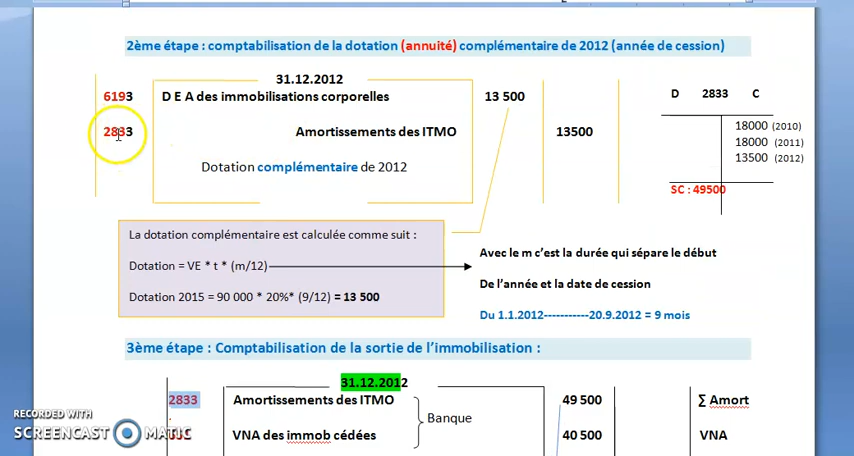 2ème étape : comptabilisation de la dotation (annuité) complémentaire de 2012 (année de cession)
31.12.2012
6193 D E A des immobilisations corporelles 13 500
2833 Amortissements des ITMO 13500
Dotation complémentaire de 2012
D 2833 C
18000 (2010)
18000 (2011)
13500 (2012)
SC : 49500
La dotation complémentaire est calculée comme suit :
Dotation = VE * t * (m/12)
Dotation 2015 = 90 000 * 20%* (9/12) = 13 500
Avec le m c’est la durée qui sépare le début
De l’année et la date de cession
Du 1.1.2012-----------20.9.2012 = 9 mois
3ème étape : Comptabilisation de la sortie de l’immobilisation :
31.12.2012
2833 Amortissements des ITMO 49 500 ∑ Amort
Banque
VNA des immob cédées 40 500 VNA
RECORDED WITH
SCREENCAST MATIC